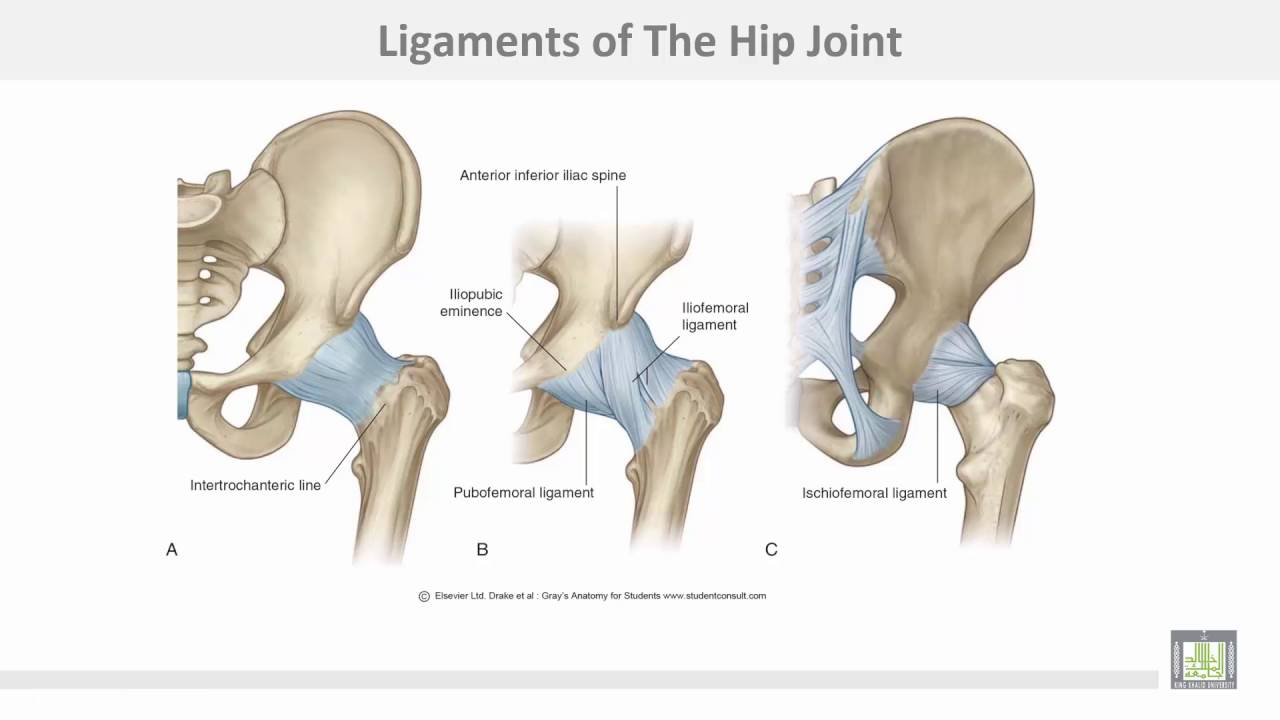 Ligaments of The Hip Joint
Anterior inferior iliac spine
Iliopubic
eminence
Iliofemoral
ligament
Intertrochanteric line
Pubofemoral ligament
Ischiofemoral ligament
A
B
C
© Elsevier Ltd. Drake et al : Gray's Anatomy for Students www.studentconsult.com
KING KHALID UNIVERSITY